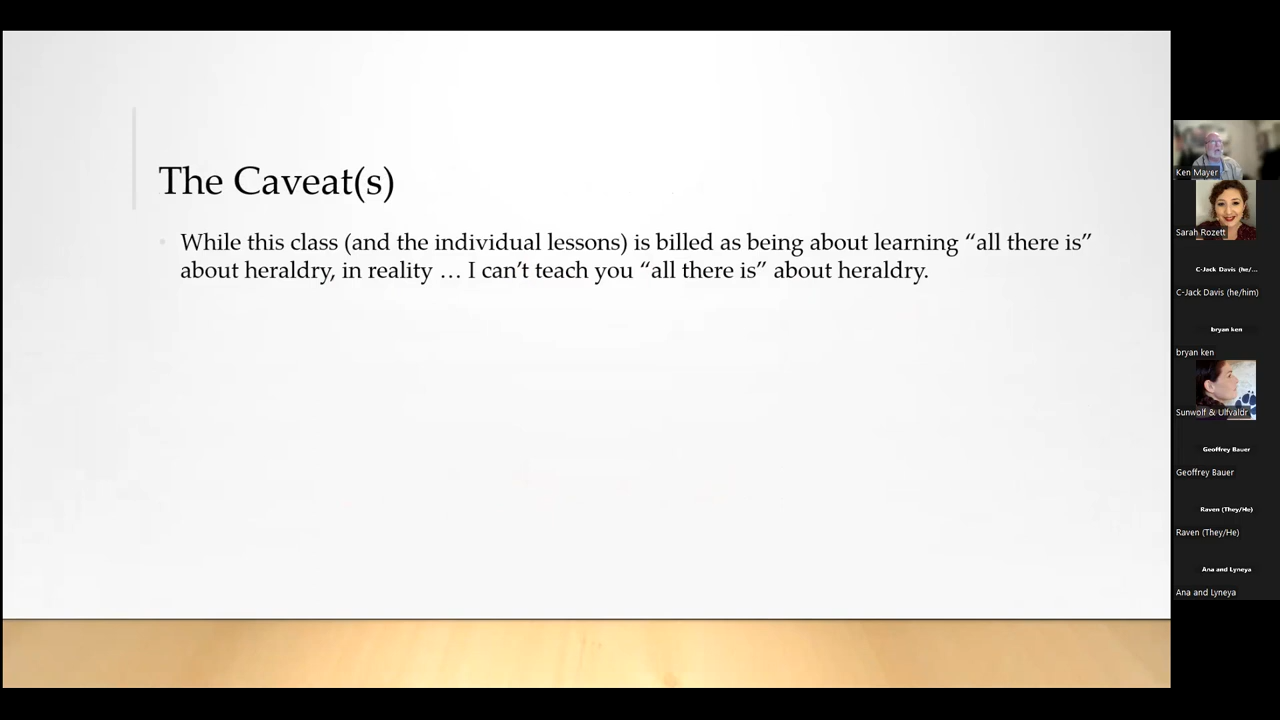 The Caveat(s)
While this class (and the individual lessons) is billed as being about learning “all there is”
about heraldry, in reality … I can’t teach you “all there is” about heraldry.
Ken Mayer
Sarah Rozett
C-Jack Davis (he/...
C-Jack Davis (he/him)
bryan ken
bryan ken
Sunwolf & Ulfvaldr
Geoffrey Bauer
Geoffrey Bauer
Raven (They/He)
Raven (They/He)
Ana and Lyneya
Ana and Lyneya